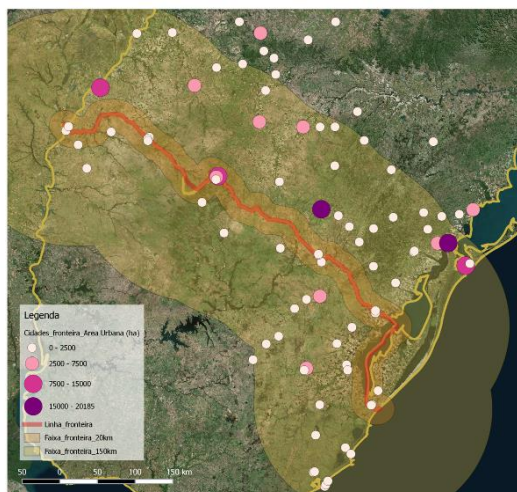 Legenda
Cidades_fronteira_Area Urbana (ha)
0 - 2500
2500 - 7500
7500 - 15000
15000 - 20185
Linha_fronteira
Faixa_fronteira_20km
Faixa_fronteira_150km
50 0 50 100 150 km